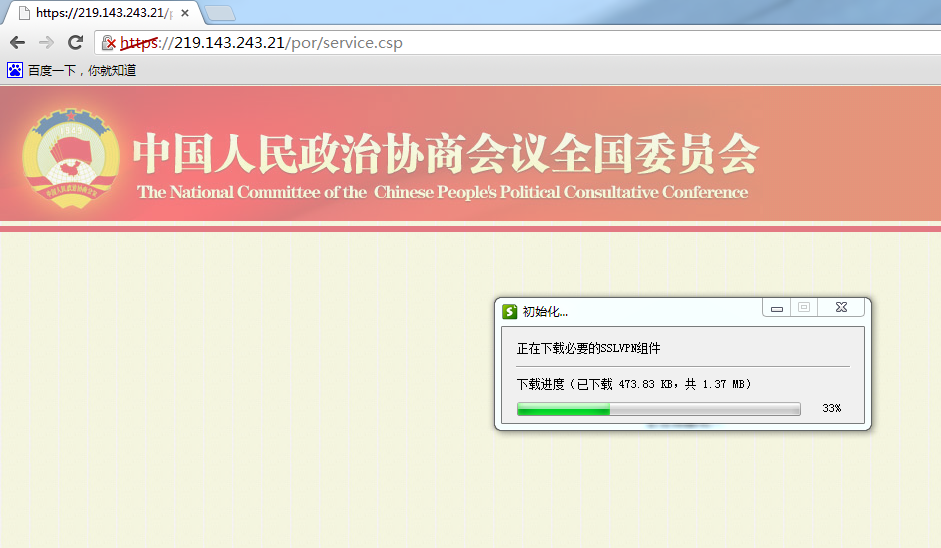 https://219.143.243.21/p
https://219.143.243.21/por/service.csp
百度一下，你就知道
1949
中国人民政治协商会议全国委员会
The National Committee of the Chinese People's Political Consultative Conference
初始化...
正在下载必要的SSLVPN组件
下载进度（已下载 473.83 KB，共 1.37 MB）
33%